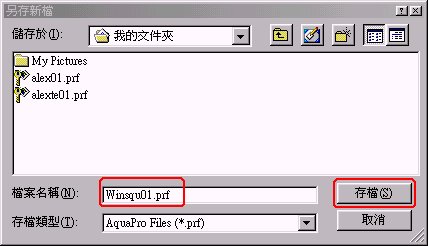 另存新檔
儲存於(I):
我的文件夾
My Pictures
alex01.prf
alexte01.prf
檔案名稱(N):
Winsqu01.prf
存檔(S)
存檔類型(T):
AquaPro Files (*.prf)
取消